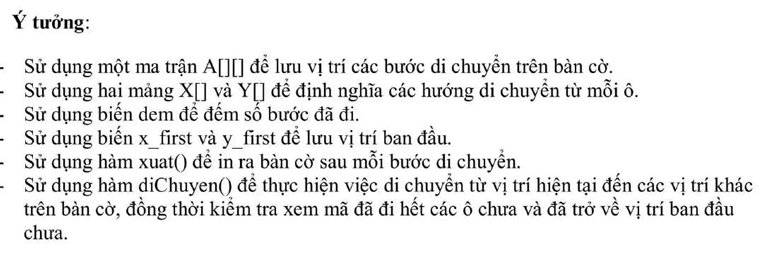 Ý tưởng:
- Sử dụng một ma trận A[][] để lưu vị trí các bước di chuyển trên bàn cờ.
- Sử dụng hai mảng X[] và Y[] để định nghĩa các hướng di chuyển từ mỗi ô.
- Sử dụng biến dem để đếm số bước đã đi.
- Sử dụng biến x_first và y_first để lưu vị trí ban đầu.
- Sử dụng hàm xuat() để in ra bàn cờ sau mỗi bước di chuyển.
- Sử dụng hàm diChuyen() để thực hiện việc di chuyển từ vị trí hiện tại đến các vị trí khác
trên bàn cờ, đồng thời kiểm tra xem mã đã đi hết các ô chưa và đã trở về vị trí ban đầu
chưa.